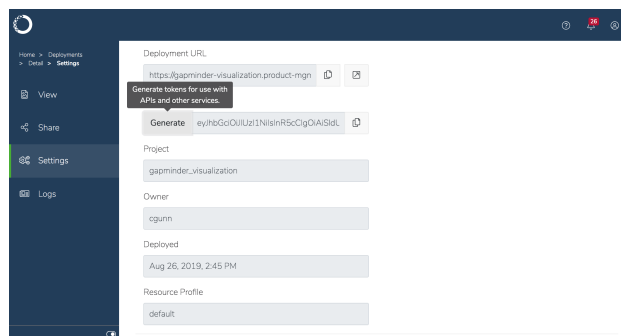 26
Home > Deployments
> Detail > Settings
View
Share
Settings
Logs
Deployment URL
https://gapminder-visualization.product-mgn
Generate tokens for use with
APIs and other services.
Generate
Project
gapminder_visualization
Owner
cgunn
Deployed
Aug 26, 2019, 2:45 PM
Resource Profile
default